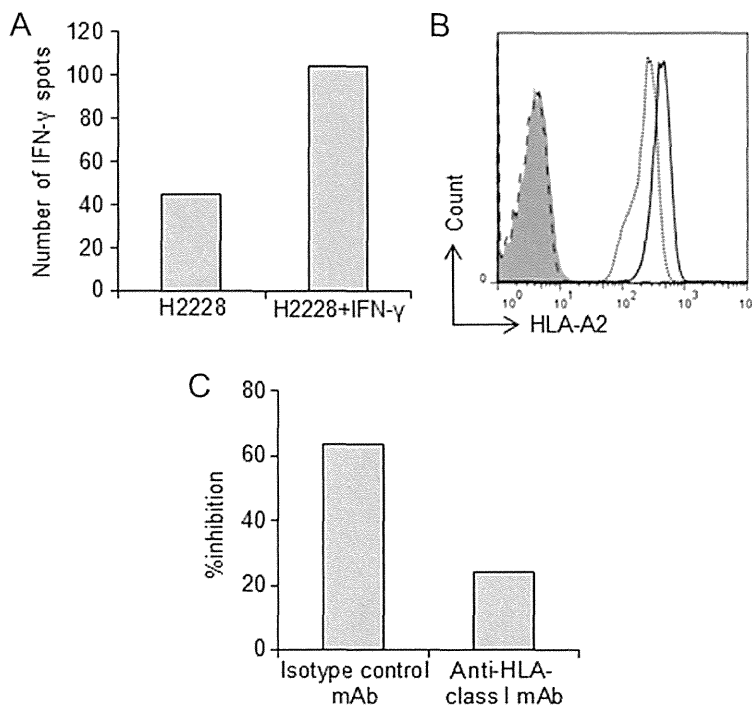 A
Number of IFN-γ spots
120
100
80
60
40
20
0
H2228
H2228+IFN-γ
B
Count
0
10⁰
10¹
10²
10³
10
HLA-A2
C
%inhibition
80
60
40
20
0
Isotype control
mAb
Anti-HLA-
class I mAb